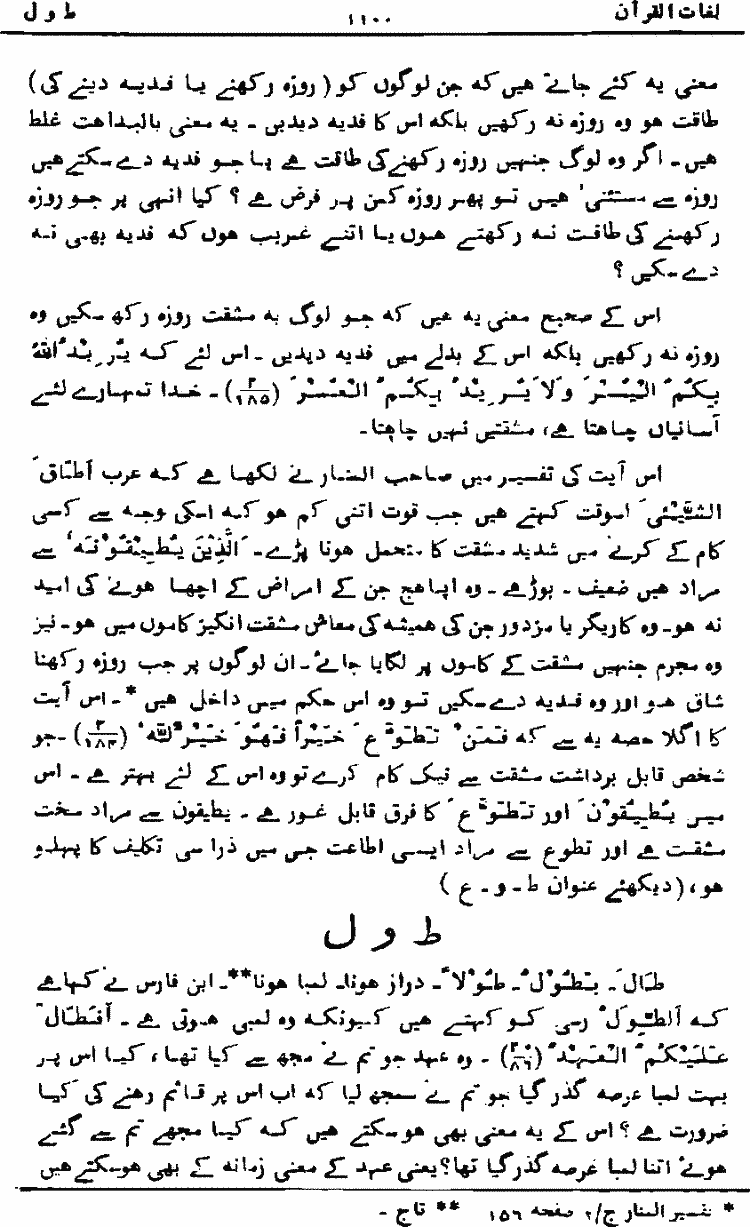 لغات القرآن ۱۱۰۰ ط و ل
معنی یہ کئے جاتے ہیں کہ جن لوگوں کو (روزہ رکھنے یا فدیہ دینے کی)
طاقت ہو وہ روزہ نہ رکھیں بلکہ اس کا فدیہ دیدیں ۔ یہ معنی بالبداہت غلط
ہیں ۔ اگر وہ لوگ جنہیں روزہ رکھنے کی طاقت ہے یا جو فدیہ دے سکتے ہیں
روزہ سے مستثنیٰ ہیں تو پھر روزہ کس پر فرض ہے ؟ کیا انہی پر جو روزہ
رکھنے کی طاقت نہ رکھتے ہوں یا اتنے غریب ہوں کہ فدیہ بھی نہ
دے سکیں ؟
اس کے صحیح معنی یہ ہیں کہ جو لوگ بہ مشقت روزہ رکھ سکیں وہ
روزہ نہ رکھیں بلکہ اس کے بدلے میں فدیہ دیدیں ۔ اس لئے کہ یُرِیْدُ اللہُ
بِکُمُ الْیُسْرَ وَلَا یُرِیْدُ بِکُمُ الْعُسْرَ (۲/۱۸۵) ۔ خدا تمہارے لئے
آسانیاں چاہتا ہے، مشقتیں نہیں چاہتا ۔
اس آیت کی تفسیر میں صاحب المنار نے لکھا ہے کہ عرب أَطَاقَ
الشَّیْئَ اسوقت کہتے ہیں جب قوت اتنی کم ہو کہ اسکی وجہ سے کسی
کام کے کرنے میں شدید مشقت کا متحمل ہونا پڑے ۔ اَلَّذِیْنَ یُطِیْقُوْنَہٗ سے
مراد ہیں ضعیف ۔ بوڑھے ۔ وہ اپاہج جن کے امراض کے اچھا ہونے کی امید
نہ ہو ۔ وہ کاریگر یا مزدور جن کی ہمیشہ کی معاش مشقت انگیز کاموں میں ہو ۔ نیز
وہ مجرم جنہیں مشقت کے کاموں پر لگایا جائے ۔ ان لوگوں پر جب روزہ رکھنا
شاق ہو اور وہ فدیہ دے سکیں تو وہ اس حکم میں داخل ہیں * ۔ اس آیت
کا اگلا حصہ یہ ہے کہ فَمَنْ تَطَوَّعَ خَیْرًا فَہُوَ خَیْرٌ لَّہٗ (۲/۱۸۴) ۔ جو
شخص قابل برداشت مشقت سے نیک کام کرے تو وہ اس کے لئے بہتر ہے ۔ اس
میں یُطِیْقُوْنَ اور تَطَوَّعَ کا فرق قابل غور ہے ۔ یطیقون سے مراد سخت
مشقت ہے اور تطوع سے مراد ایسی اطاعت جس میں ذرا سی تکلیف کا پہلو
ہو، (دیکھئے عنوان ط ۔ و ۔ ع )
ط و ل
طَالَ ۔ یَطُوْلُ ۔ طُوْلًا ۔ دراز ہونا ۔ لمبا ہونا ** ۔ ابن فارس نے کہا ہے
کہ اَلطِّوَلُ رسی کو کہتے ہیں کیونکہ وہ لمبی ہوتی ہے ۔ أَفَطَالَ
عَلَیْکُمُ الْعَہْدُ (۲۰/۸۶) ۔ وہ عہد جو تم نے مجھ سے کیا تھا، کیا اس پر
بہت لمبا عرصہ گذر گیا جو تم نے سمجھ لیا کہ اب اس پر قائم رہنے کی کیا
ضرورت ہے ؟ اس کے یہ معنی بھی ہو سکتے ہیں کہ کیا مجھے تم سے گئے
ہوئے اتنا لمبا عرصہ گذر گیا تھا؟ یعنی عہد کے معنی زمانہ کے بھی ہو سکتے ہیں
* تفسیر المنار ج/۲ صفحہ ۱۵۶ ** تاج ۔